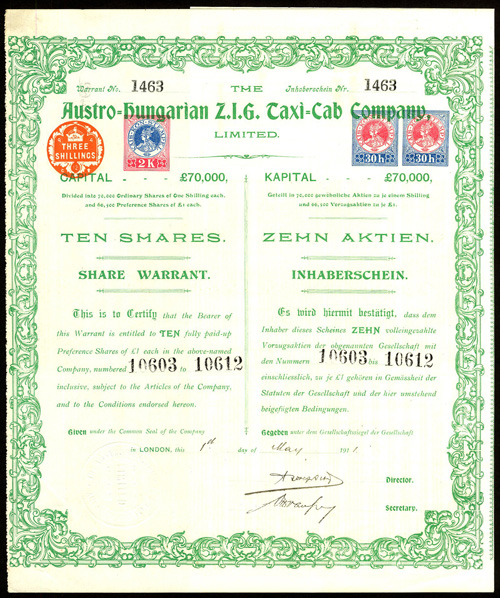 Warrant No. 1463
THE
Inhaberschein Nr. 1463
Austro-Hungarian Z.I.G. Taxi-Cab Company,
LIMITED.
THREE
SHILLINGS
2 K
30 h
30 h
CAPITAL - - - £70,000,
Divided into 70,000 Ordinary Shares of One Shilling each,
and 66,500 Preference Shares of £1 each.
TEN SHARES.
SHARE WARRANT.
This is to Certify that the Bearer of
this Warrant is entitled to TEN fully paid-up
Preference Shares of £1 each in the above-named
Company, numbered 10603 to 10612
inclusive, subject to the Articles of the Company,
and to the Conditions endorsed hereon.
Given under the Common Seal of the Company
KAPITAL - - - £70,000,
Geteilt in 70,000 gewöhnliche Aktien zu je einem Shilling
und 66,500 Vorzugsaktien zu je £1.
ZEHN AKTIEN.
INHABERSCHEIN.
Es wird hiermit bestätigt, dass dem
Inhaber dieses Scheines ZEHN volleingezahlte
Vorzugsaktien der obgenannten Gesellschaft mit
den Nummern 10603 bis 10612
einschliesslich, zu je £1 gehören in Gemässheit der
Statuten der Gesellschaft und der hier umstehend
beigefügten Bedingungen.
Gegeben unter dem Gesellschaftssiegel der Gesellschaft
in LONDON, this day of May 191
Director.
Secretary.